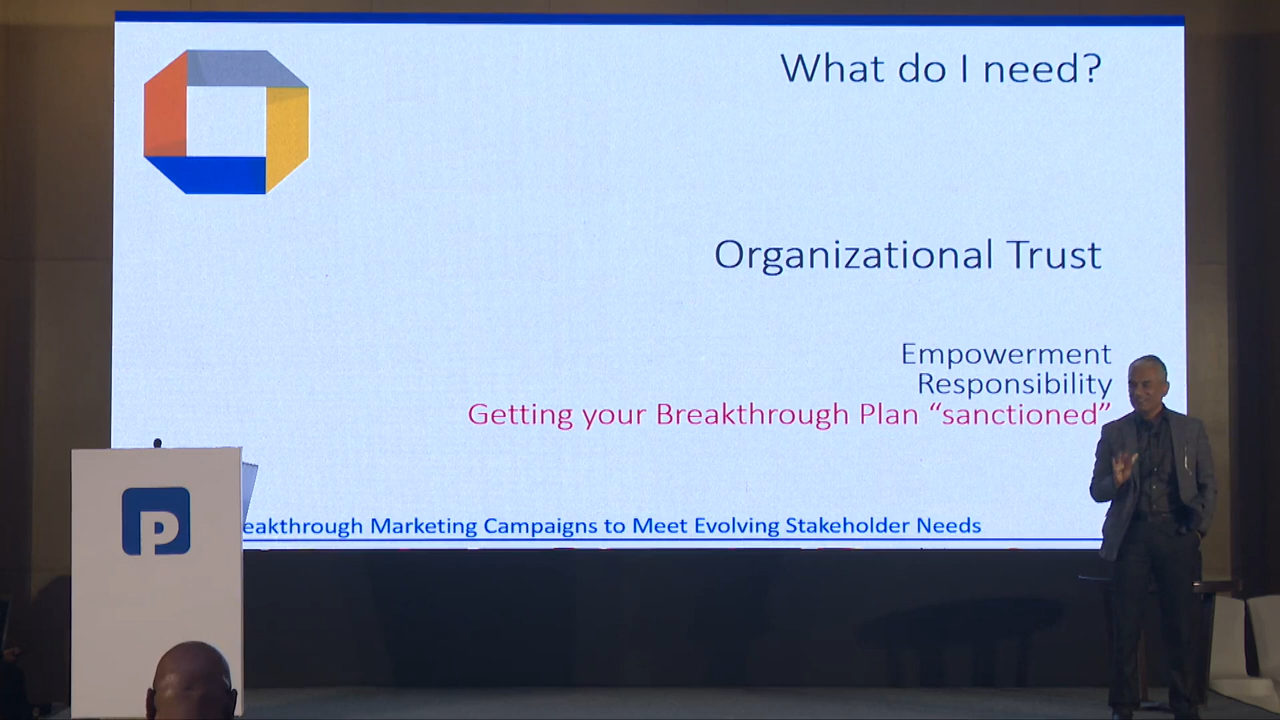 What do I need?
Organizational Trust
Empowerment
Responsibility
Getting your Breakthrough Plan “sanctioned”
P
eakthrough Marketing Campaigns to Meet Evolving Stakeholder Needs